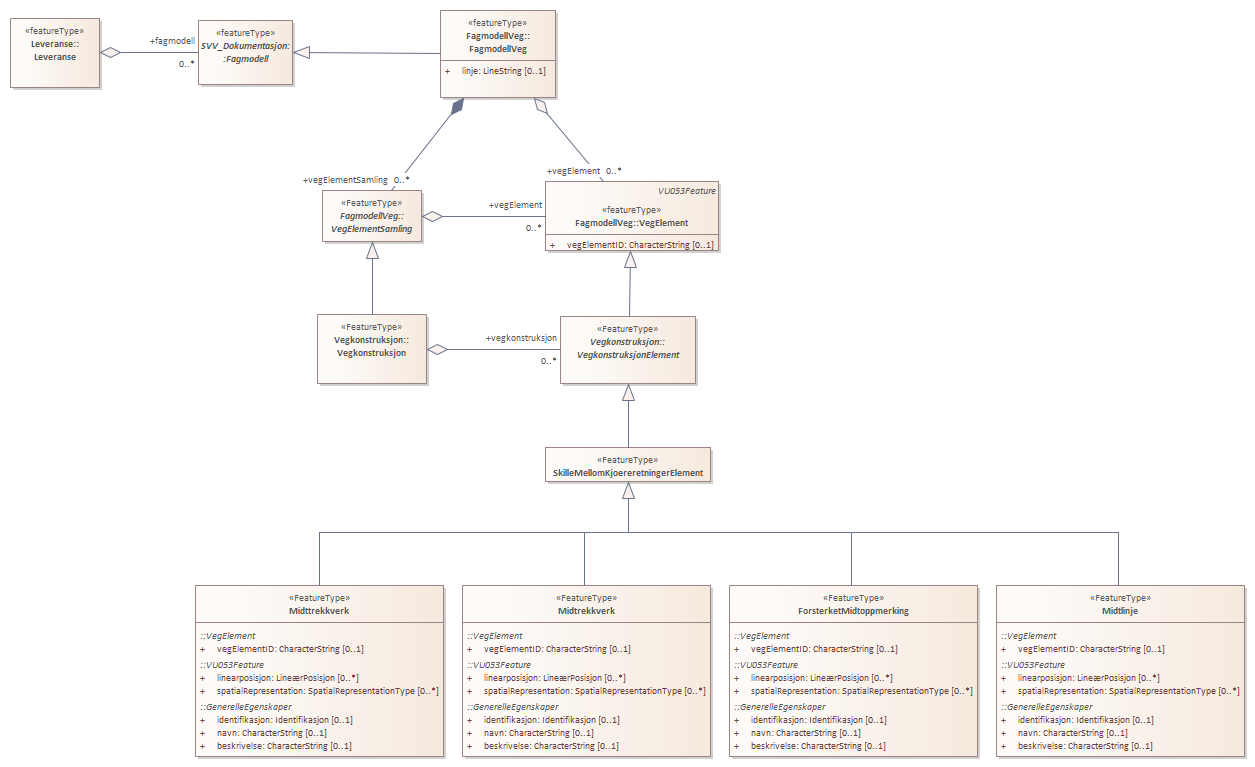 «featureType»
Leveranse::
Leveranse
+fagmodell
0..*
«featureType»
SVV_Dokumentasjon:
:Fagmodell
«featureType»
FagmodellVeg::
FagmodellVeg
+ linje: LineString [0..1]
+vegElementSamling 0..*
+vegElement 0..*
«FeatureType»
FagmodellVeg::
VegElementSamling
+vegElement
0..*
VU053Feature
«featureType»
FagmodellVeg::VegElement
+ vegElementID: CharacterString [0..1]
«FeatureType»
Vegkonstruksjon::
Vegkonstruksjon
+vegkonstruksjon
0..*
«FeatureType»
Vegkonstruksjon::
VegkonstruksjonElement
«FeatureType»
SkilleMellomKjoereretningerElement
«FeatureType»
Midttrekkverk
::VegElement
+ vegElementID: CharacterString [0..1]
::VU053Feature
+ linearposisjon: LineærPosisjon [0..*]
+ spatialRepresentation: SpatialRepresentationType [0..*]
::GenerelleEgenskaper
+ identifikasjon: Identifikasjon [0..1]
+ navn: CharacterString [0..1]
+ beskrivelse: CharacterString [0..1]
«FeatureType»
Midtrekkverk
::VegElement
+ vegElementID: CharacterString [0..1]
::VU053Feature
+ linearposisjon: LineærPosisjon [0..*]
+ spatialRepresentation: SpatialRepresentationType [0..*]
::GenerelleEgenskaper
+ identifikasjon: Identifikasjon [0..1]
+ navn: CharacterString [0..1]
+ beskrivelse: CharacterString [0..1]
«FeatureType»
ForsterketMidtoppmerking
::VegElement
+ vegElementID: CharacterString [0..1]
::VU053Feature
+ linearposisjon: LineærPosisjon [0..*]
+ spatialRepresentation: SpatialRepresentationType [0..*]
::GenerelleEgenskaper
+ identifikasjon: Identifikasjon [0..1]
+ navn: CharacterString [0..1]
+ beskrivelse: CharacterString [0..1]
«FeatureType»
Midtlinje
::VegElement
+ vegElementID: CharacterString [0..1]
::VU053Feature
+ linearposisjon: LineærPosisjon [0..*]
+ spatialRepresentation: SpatialRepresentationType [0..*]
::GenerelleEgenskaper
+ identifikasjon: Identifikasjon [0..1]
+ navn: CharacterString [0..1]
+ beskrivelse: CharacterString [0..1]